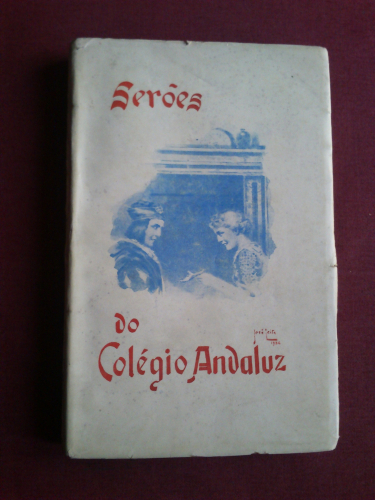 Serões
do
Colégio Andaluz